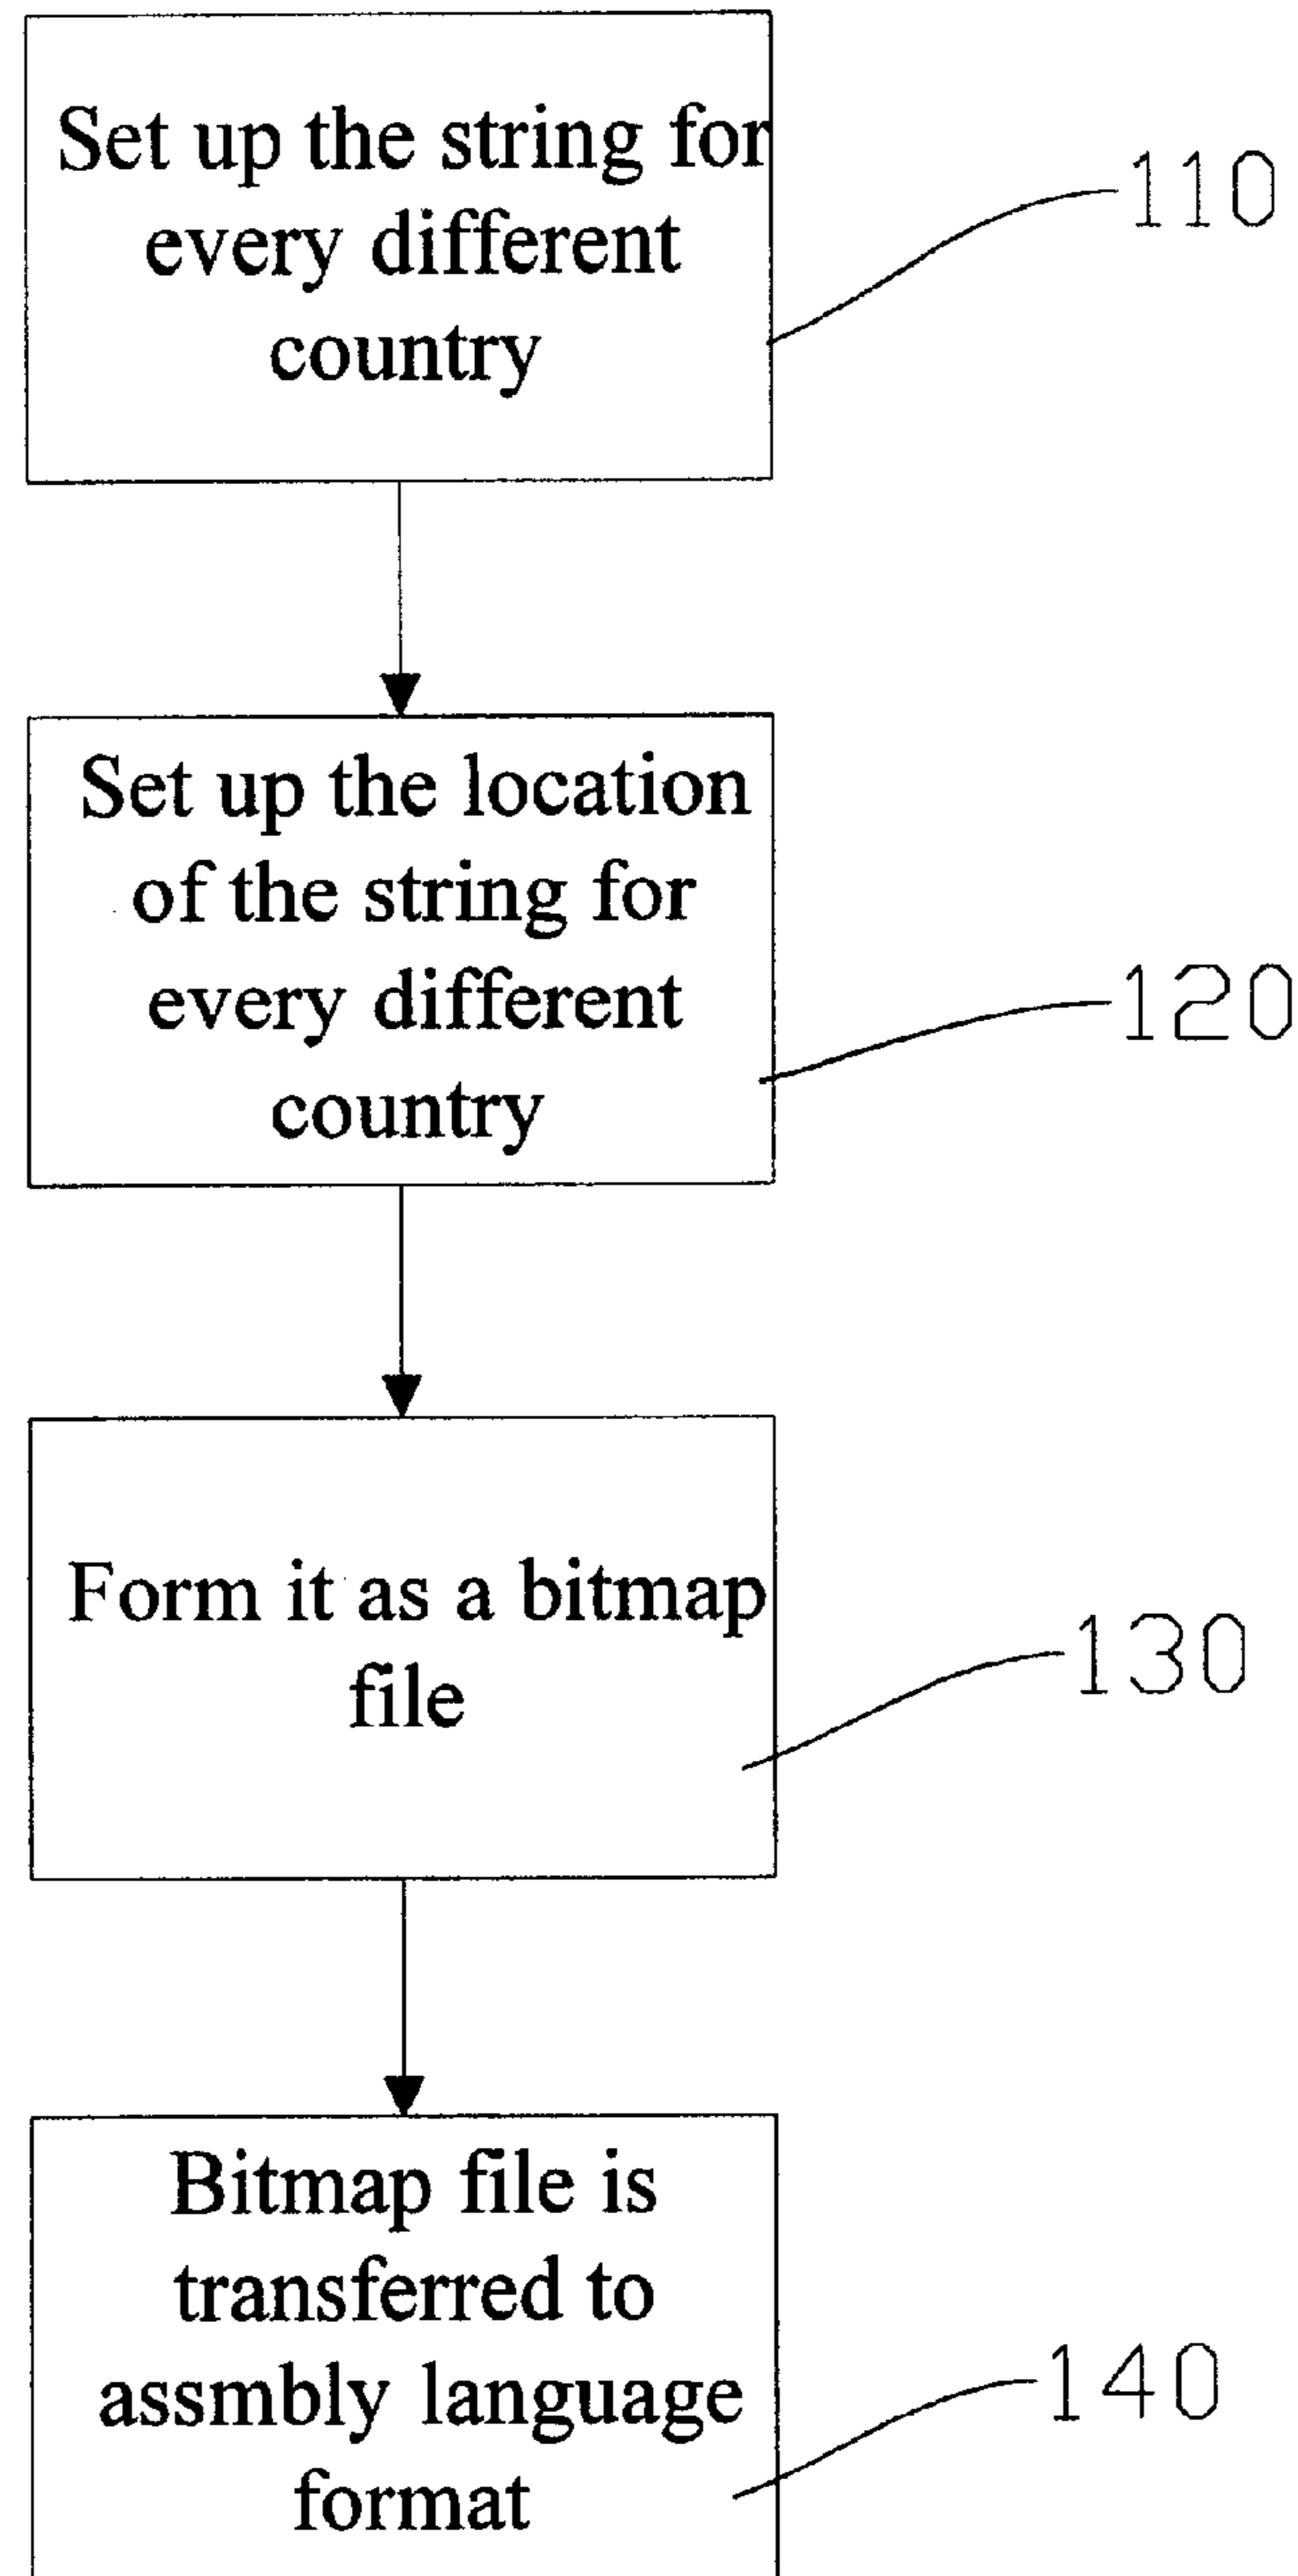 Set up the string for
every different
country
110
Set up the location
of the string for
every different
country
120
Form it as a bitmap
file
130
Bitmap file is
transferred to
assmbly language
format
140